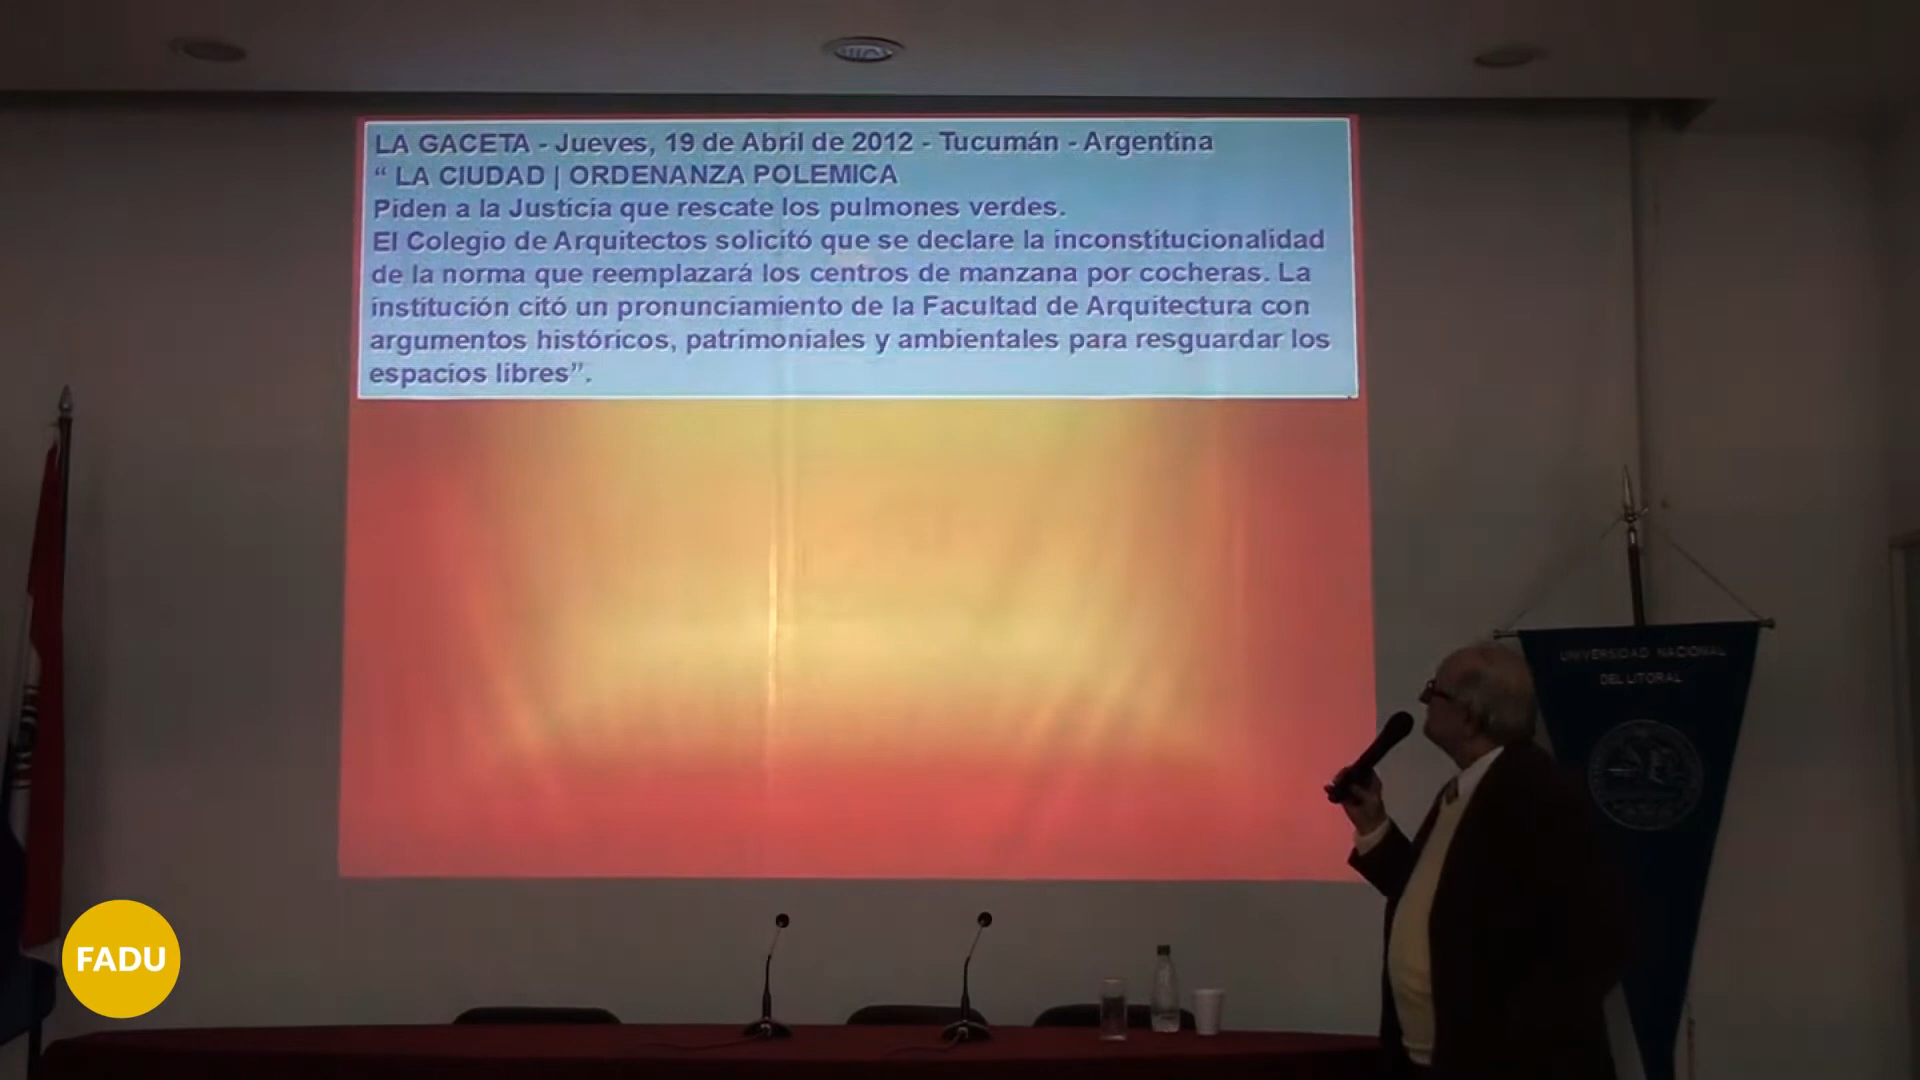 LA GACETA - Jueves, 19 de Abril de 2012 - Tucumán - Argentina
“ LA CIUDAD | ORDENANZA POLEMICA
Piden a la Justicia que rescate los pulmones verdes.
El Colegio de Arquitectos solicitó que se declare la inconstitucionalidad
de la norma que reemplazará los centros de manzana por cocheras. La
institución citó un pronunciamiento de la Facultad de Arquitectura con
argumentos históricos, patrimoniales y ambientales para resguardar los
espacios libres”.
UNIVERSIDAD NACIONAL
DEL LITORAL
FADU